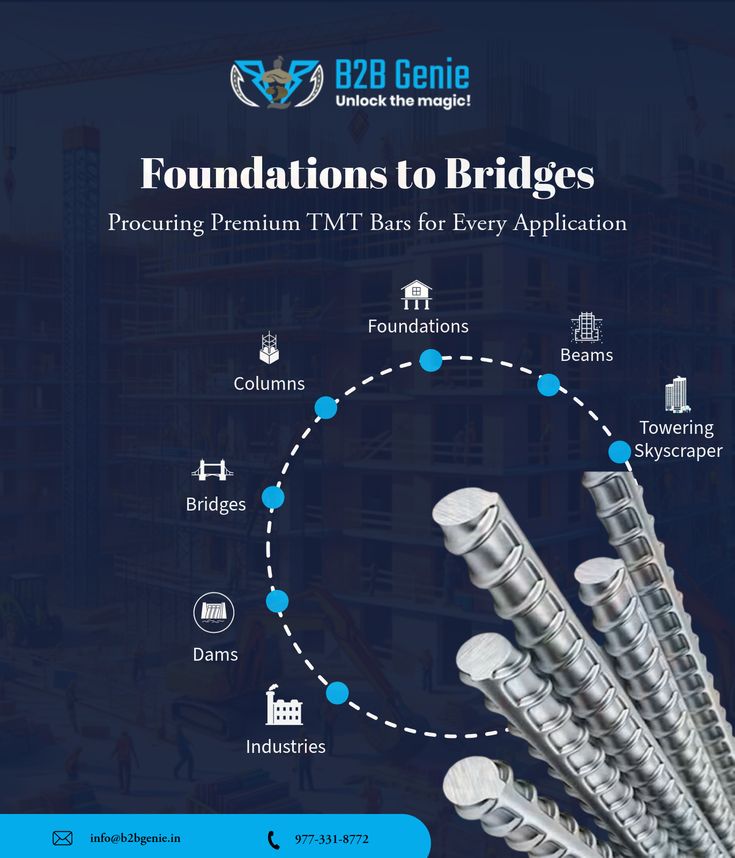 B2B Genie
Unlock the magic!
Foundations to Bridges
Procuring Premium TMT Bars for Every Application
Foundations
Beams
Columns
Towering
Skyscraper
Bridges
Dams
Industries
info@b2bgenie.in
977-331-8772